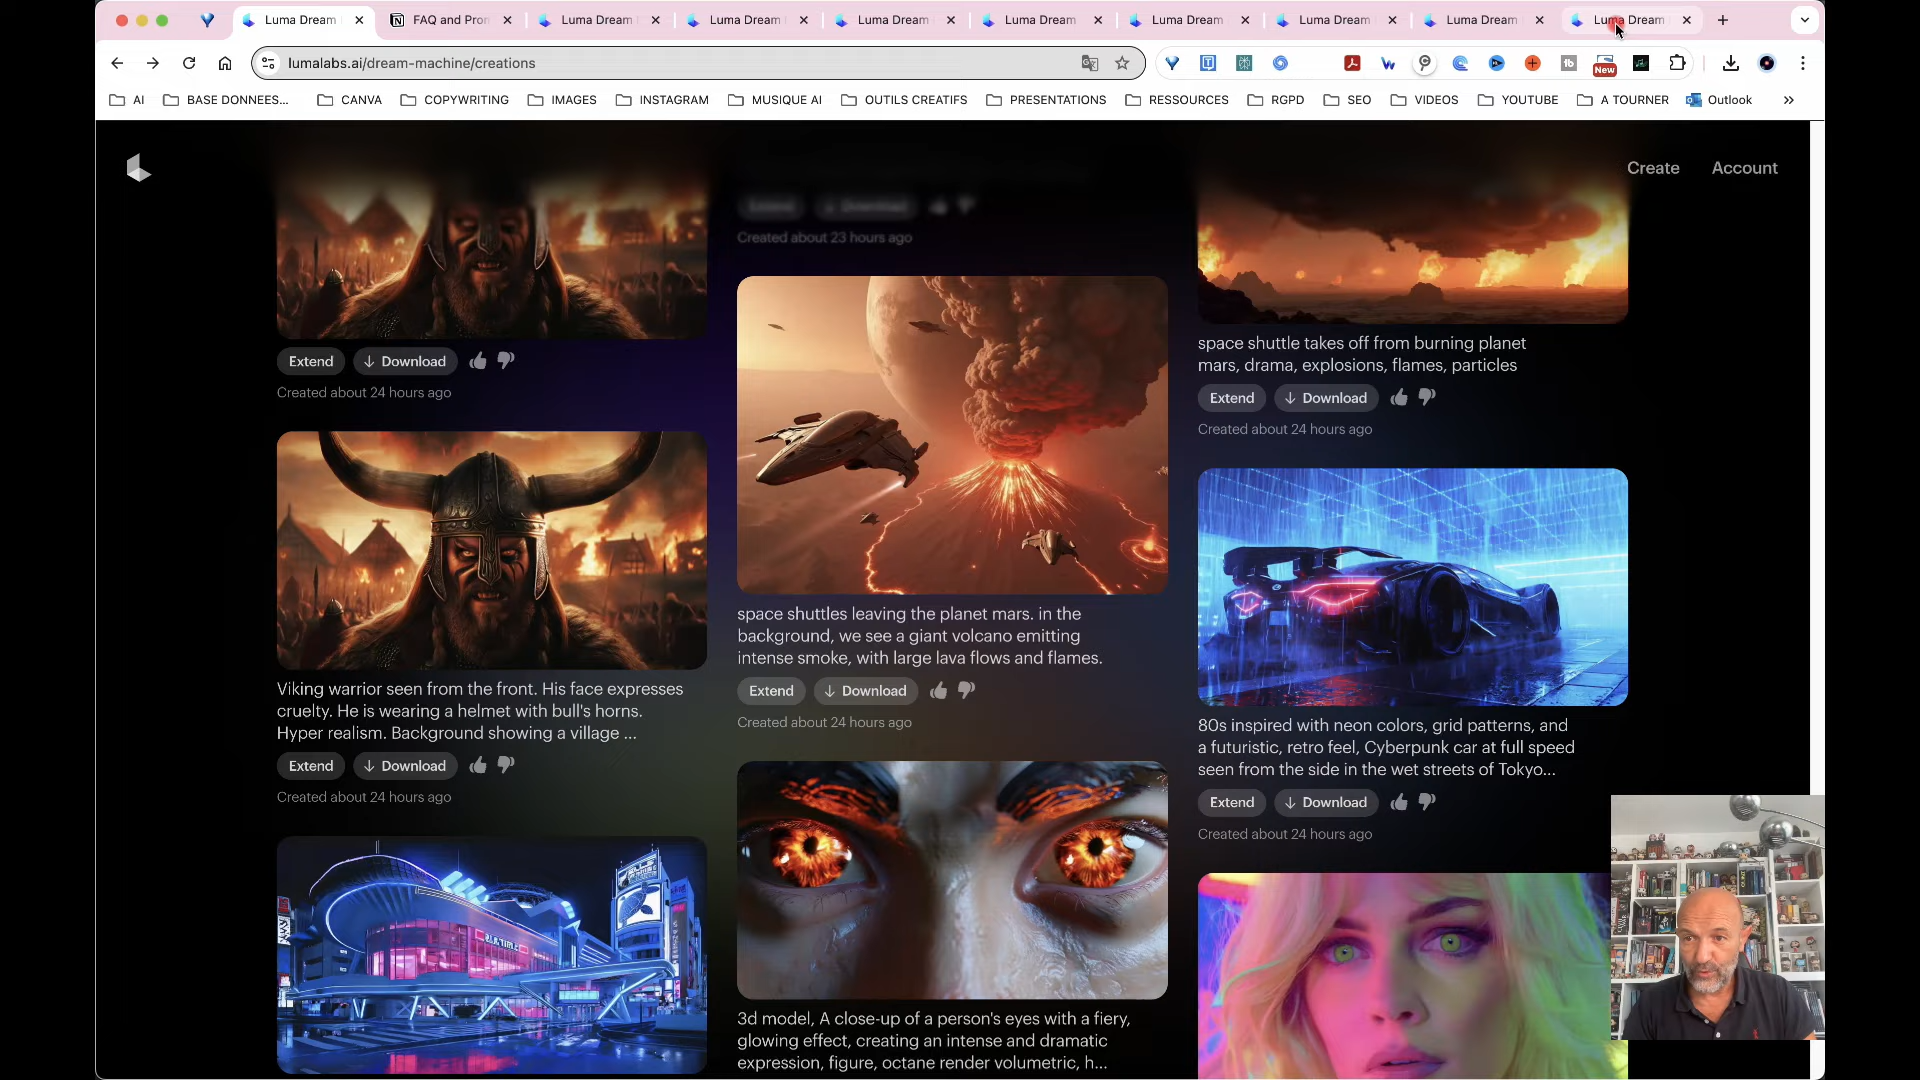 Luma Dream
FAQ and Pron
Luma Dream
Luma Dream
Luma Dream
Luma Dream
Luma Dream
Luma Dream
Luma Dream
Luma Dream
lumalabs.ai/dream-machine/creations
New
AI
BASE DONNEES...
CANVA
COPYWRITING
IMAGES
INSTAGRAM
MUSIQUE AI
OUTILS CREATIFS
PRESENTATIONS
RESSOURCES
RGPD
SEO
VIDEOS
YOUTUBE
A TOURNER
Outlook
Create
Account
Extend
Download
Created about 24 hours ago
Viking warrior seen from the front. His face expresses
cruelty. He is wearing a helmet with bull's horns.
Hyper realism. Background showing a village ...
Extend
Download
Created about 24 hours ago
Extend
Download
Created about 23 hours ago
space shuttles leaving the planet mars. in the
background, we see a giant volcano emitting
intense smoke, with large lava flows and flames.
Extend
Download
Created about 24 hours ago
3d model, A close-up of a person's eyes with a fiery,
glowing effect, creating an intense and dramatic
expression, figure, octane render volumetric, h...
space shuttle takes off from burning planet
mars, drama, explosions, flames, particles
Extend
Download
Created about 24 hours ago
80s inspired with neon colors, grid patterns, and
a futuristic, retro feel, Cyberpunk car at full speed
seen from the side in the wet streets of Tokyo...
Extend
Download
Created about 24 hours ago